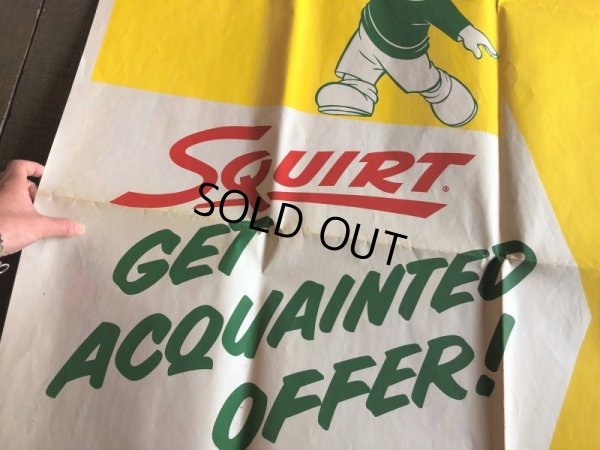 SQUIRT®
SOLD OUT
GET
ACQUAINTED
OFFER!